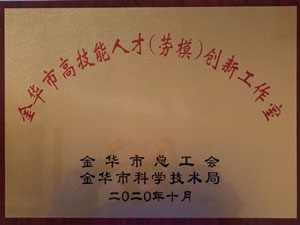 金华市高技能人才(劳模)创新工作室
金华市总工会
金华市科学技术局
二〇二〇年十月